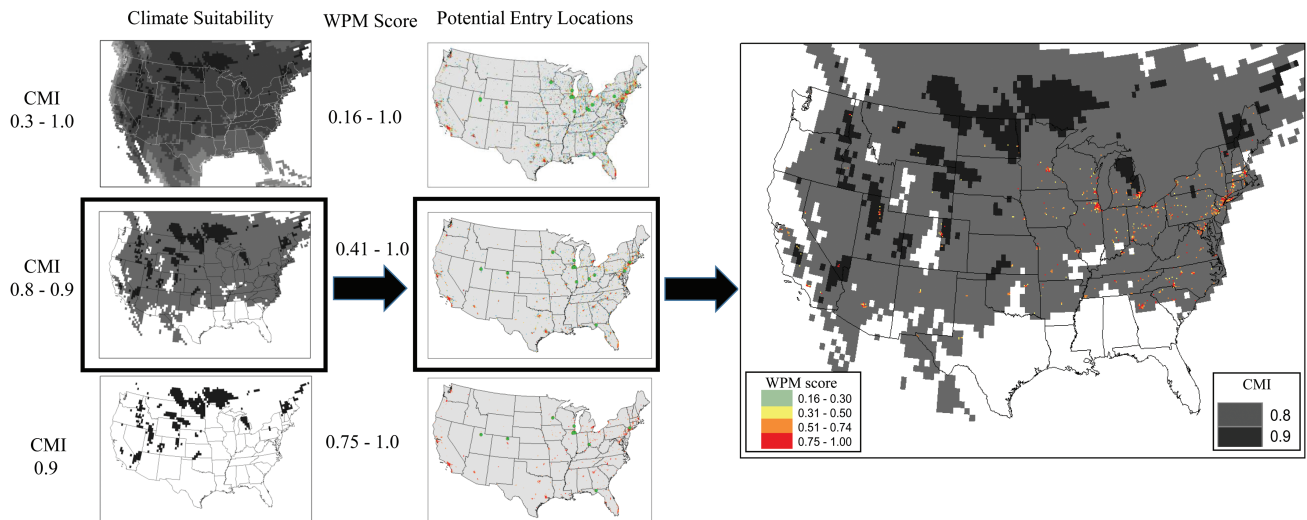 Climate Suitability
WPM Score
Potential Entry Locations
CMI
0.3 - 1.0
0.16 - 1.0
CMI
0.8 - 0.9
0.41 - 1.0
CMI
0.9
0.75 - 1.0
WPM score
0.16 - 0.30
0.31 - 0.50
0.51 - 0.74
0.75 - 1.00
CMI
0.8
0.9